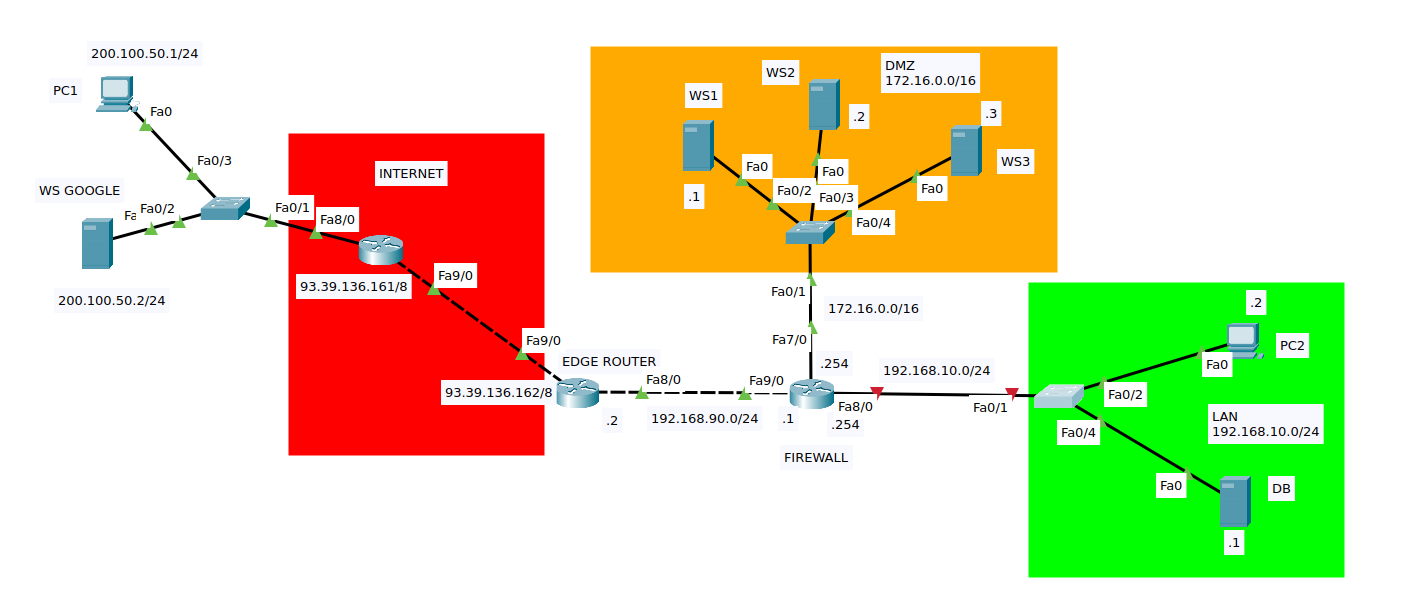 200.100.50.1/24
PC1
Fa0
Fa0/3
WS GOOGLE
Fa
Fa0/2
Fa0/1
200.100.50.2/24
INTERNET
Fa8/0
93.39.136.161/8
Fa9/0
Fa9/0
93.39.136.162/8
EDGE ROUTER
.2
Fa8/0
192.168.90.0/24
Fa9/0
.1
FIREWALL
WS1
.1
Fa0
Fa0/2
WS2
.2
Fa0
Fa0/3
DMZ
172.16.0.0/16
.3
WS3
Fa0
Fa0/4
Fa0/1
172.16.0.0/16
Fa7/0
.254
192.168.10.0/24
Fa8/0
.254
Fa0/1
.2
PC2
Fa0
Fa0/2
LAN
192.168.10.0/24
Fa0/4
Fa0
DB
.1